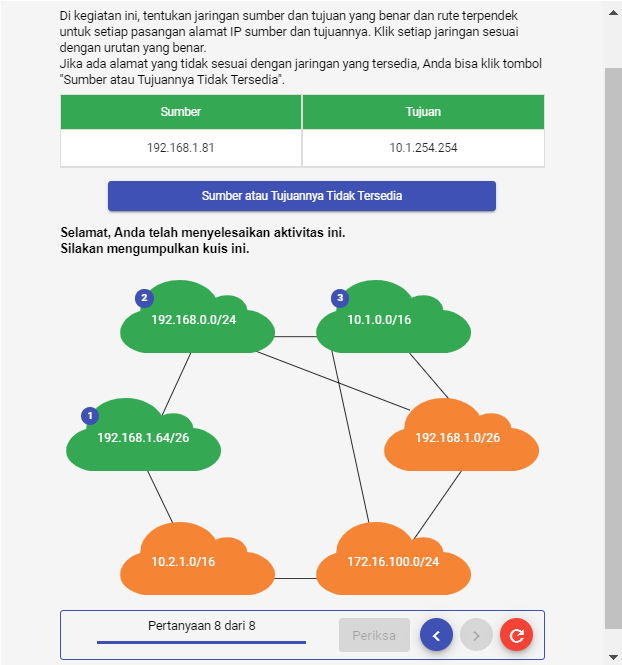 Di kegiatan ini, tentukan jaringan sumber dan tujuan yang benar dan rute terpendek
untuk setiap pasangan alamat IP sumber dan tujuannya. Klik setiap jaringan sesuai
dengan urutan yang benar.
Jika ada alamat yang tidak sesuai dengan jaringan yang tersedia, Anda bisa klik tombol
"Sumber atau Tujuannya Tidak Tersedia".
Sumber Tujuan
192.168.1.81 10.1.254.254
Sumber atau Tujuannya Tidak Tersedia
Selamat, Anda telah menyelesaikan aktivitas ini.
Silakan mengumpulkan kuis ini.
2 3
192.168.0.0/24 10.1.0.0/16
1
192.168.1.64/26 192.168.1.0/26
10.2.1.0/16 172.16.100.0/24
Pertanyaan 8 dari 8
Periksa